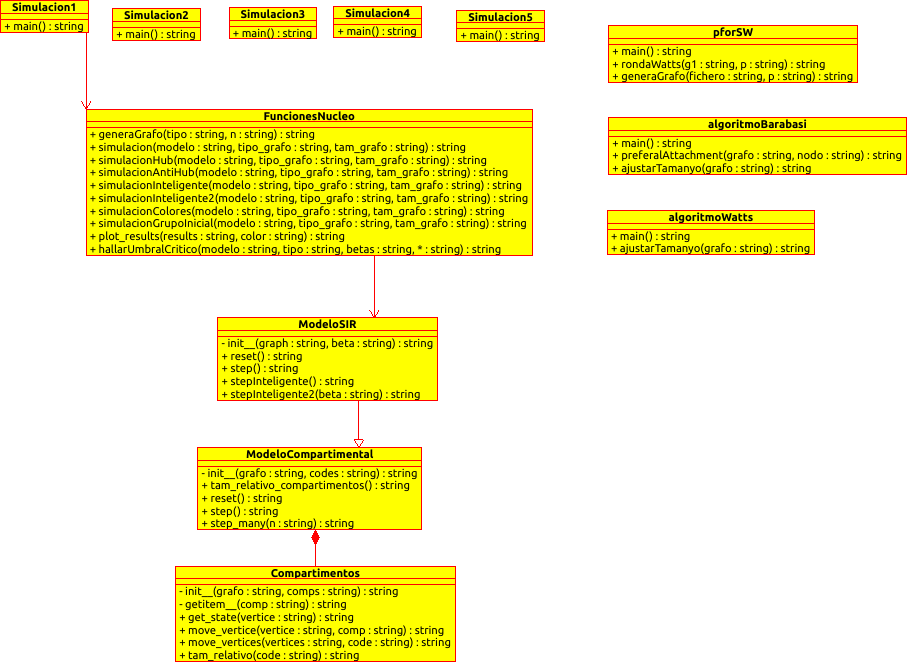 Simulacion1
+ main() : string
Simulacion2
+ main() : string
Simulacion3
+ main() : string
Simulacion4
+ main() : string
Simulacion5
+ main() : string
pforSW
+ main() : string
+ rondaWatts(g1 : string, p : string) : string
+ generaGrafo(fichero : string, p : string) : string
FuncionesNucleo
+ generaGrafo(tipo : string, n : string) : string
+ simulacion(modelo : string, tipo_grafo : string, tam_grafo : string) : string
+ simulacionHub(modelo : string, tipo_grafo : string, tam_grafo : string) : string
+ simulacionAntiHub(modelo : string, tipo_grafo : string, tam_grafo : string) : string
+ simulacionInteligente(modelo : string, tipo_grafo : string, tam_grafo : string) : string
+ simulacionInteligente2(modelo : string, tipo_grafo : string, tam_grafo : string) : string
+ simulacionColores(modelo : string, tipo_grafo : string, tam_grafo : string) : string
+ simulacionGrupoInicial(modelo : string, tipo_grafo : string, tam_grafo : string) : string
+ plot_results(results : string, color : string) : string
+ hallarUmbralCritico(modelo : string, tipo : string, betas : string, * : string) : string
algoritmoBarabasi
+ main() : string
+ preferalAttachment(grafo : string, nodo : string) : string
+ ajustarTamanyo(grafo : string) : string
algoritmoWatts
+ main() : string
+ ajustarTamanyo(grafo : string) : string
ModeloSIR
- init__(graph : string, beta : string) : string
+ reset() : string
+ step() : string
+ stepInteligente() : string
+ stepInteligente2(beta : string) : string
ModeloCompartimental
- init__(grafo : string, codes : string) : string
+ tam_relativo_compartimentos() : string
+ reset() : string
+ step() : string
+ step_many(n : string) : string
Compartimentos
- init__(grafo : string, comps : string) : string
- getitem__(comp : string) : string
+ get_state(vertice : string) : string
+ move_vertice(vertice : string, comp : string) : string
+ move_vertices(vertices : string, code : string) : string
+ tam_relativo(code : string) : string